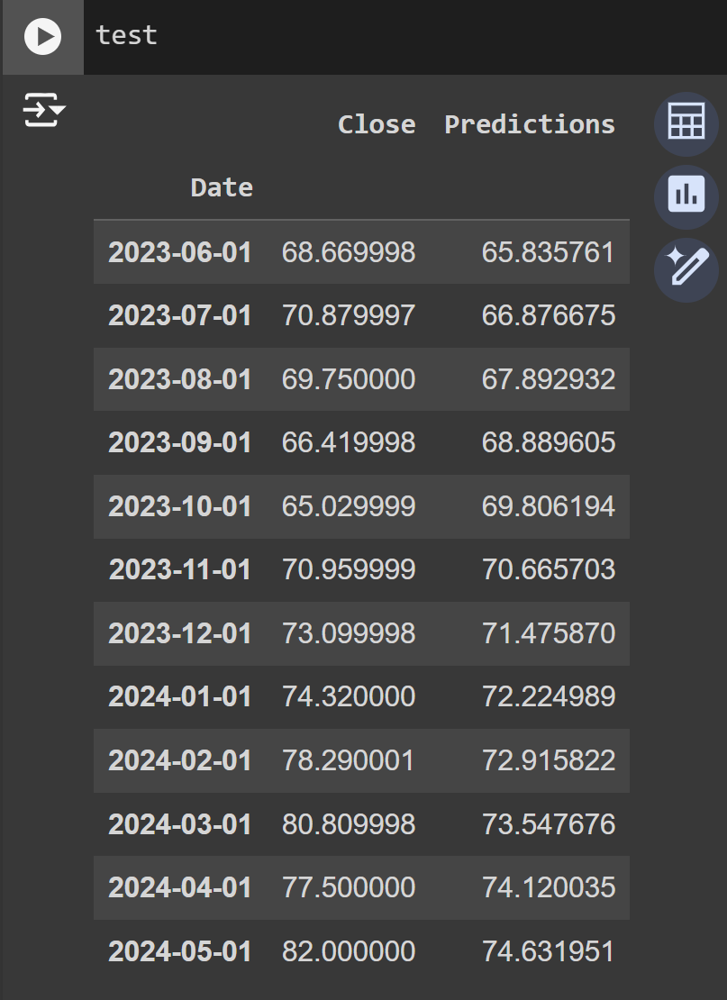 test
Close Predictions
Date
2023-06-01 68.669998 65.835761
2023-07-01 70.879997 66.876675
2023-08-01 69.750000 67.892932
2023-09-01 66.419998 68.889605
2023-10-01 65.029999 69.806194
2023-11-01 70.959999 70.665703
2023-12-01 73.099998 71.475870
2024-01-01 74.320000 72.224989
2024-02-01 78.290001 72.915822
2024-03-01 80.809998 73.547676
2024-04-01 77.500000 74.120035
2024-05-01 82.000000 74.631951